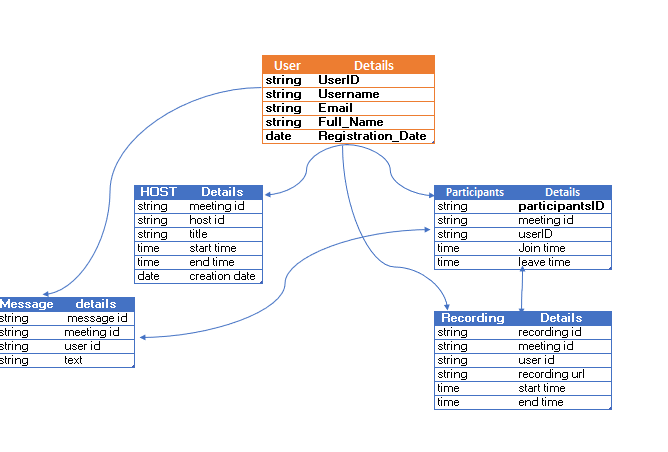 User Details
string UserID
string Username
string Email
string Full_Name
date Registration_Date
HOST Details
string meeting id
string host id
string title
time start time
time end time
date creation date
Participants Details
string participantsID
string meeting id
string userID
time Join time
time leave time
Message details
string message id
string meeting id
string user id
string text
Recording Details
string recording id
string meeting id
string user id
string recording url
time start time
time end time